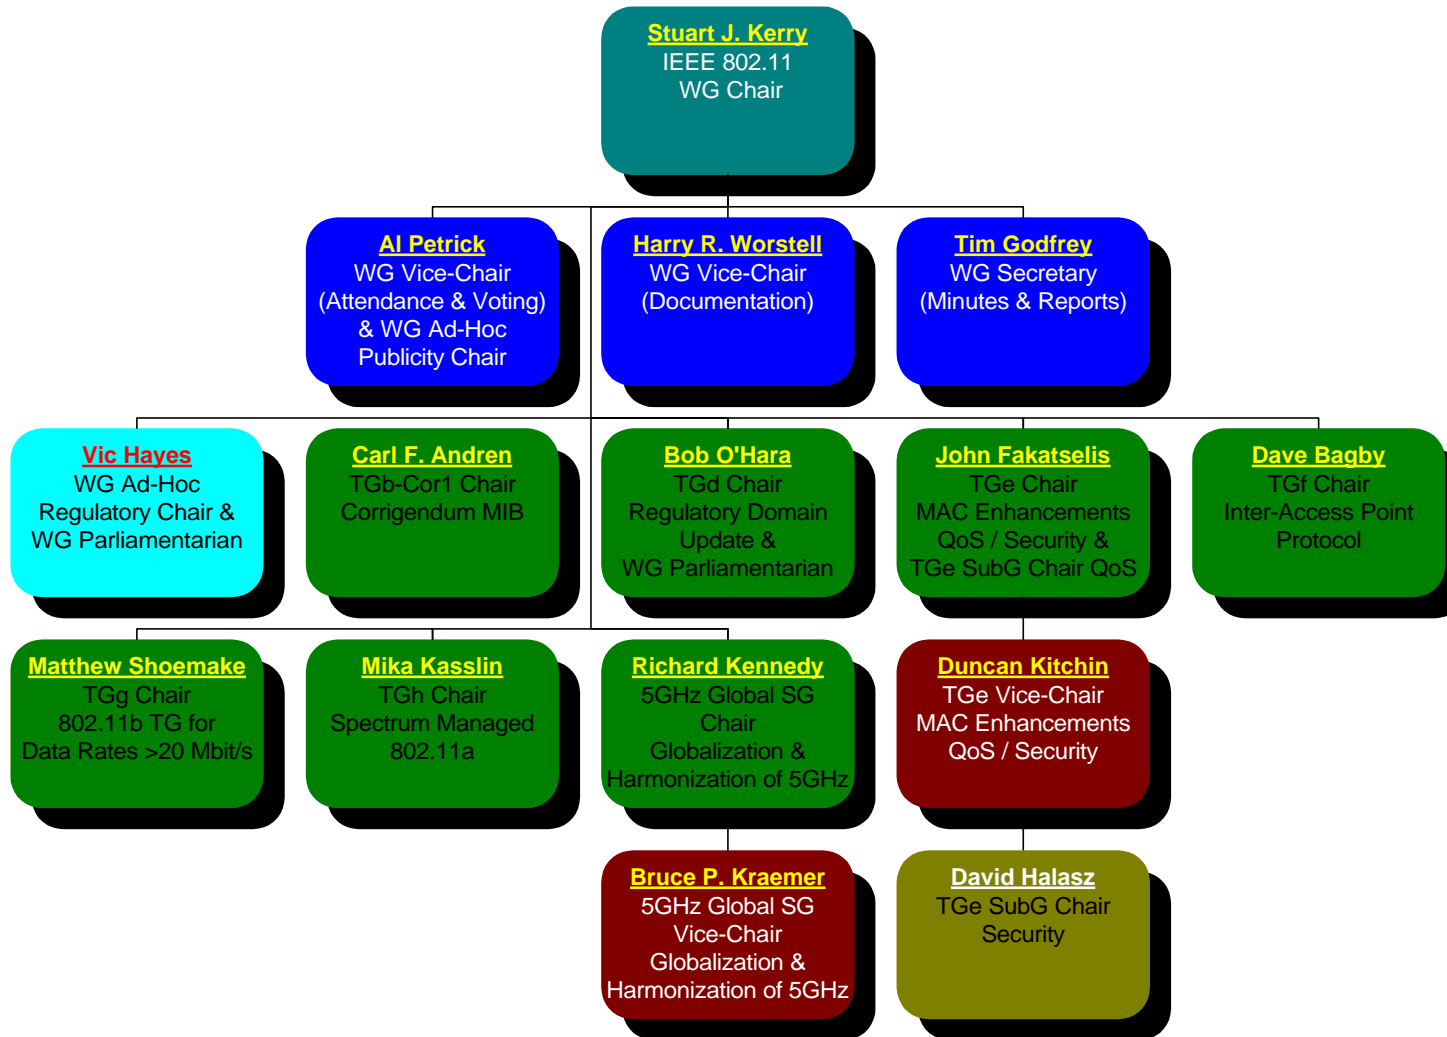 Stuart J. Kerry
IEEE 802.11
WG Chair
Al Petrick
WG Vice-Chair
(Attendance & Voting)
& WG Ad-Hoc
Publicity Chair
Harry R. Worstell
WG Vice-Chair
(Documentation)
Tim Godfrey
WG Secretary
(Minutes & Reports)
Vic Hayes
WG Ad-Hoc
Regulatory Chair &
WG Parliamentarian
Carl F. Andren
TGb-Cor1 Chair
Corrigendum MIB
Bob O'Hara
TGd Chair
Regulatory Domain
Update &
WG Parliamentarian
John Fakatselis
TGe Chair
MAC Enhancements
QoS / Security &
TGe SubG Chair QoS
Dave Bagby
TGf Chair
Inter-Access Point
Protocol
Matthew Shoemake
TGg Chair
802.11b TG for
Data Rates >20 Mbit/s
Mika Kasslin
TGh Chair
Spectrum Managed
802.11a
Richard Kennedy
5GHz Global SG
Chair
Globalization &
Harmonization of 5GHz
Duncan Kitchin
TGe Vice-Chair
MAC Enhancements
QoS / Security
Bruce P. Kraemer
5GHz Global SG
Vice-Chair
Globalization &
Harmonization of 5GHz
David Halasz
TGe SubG Chair
Security